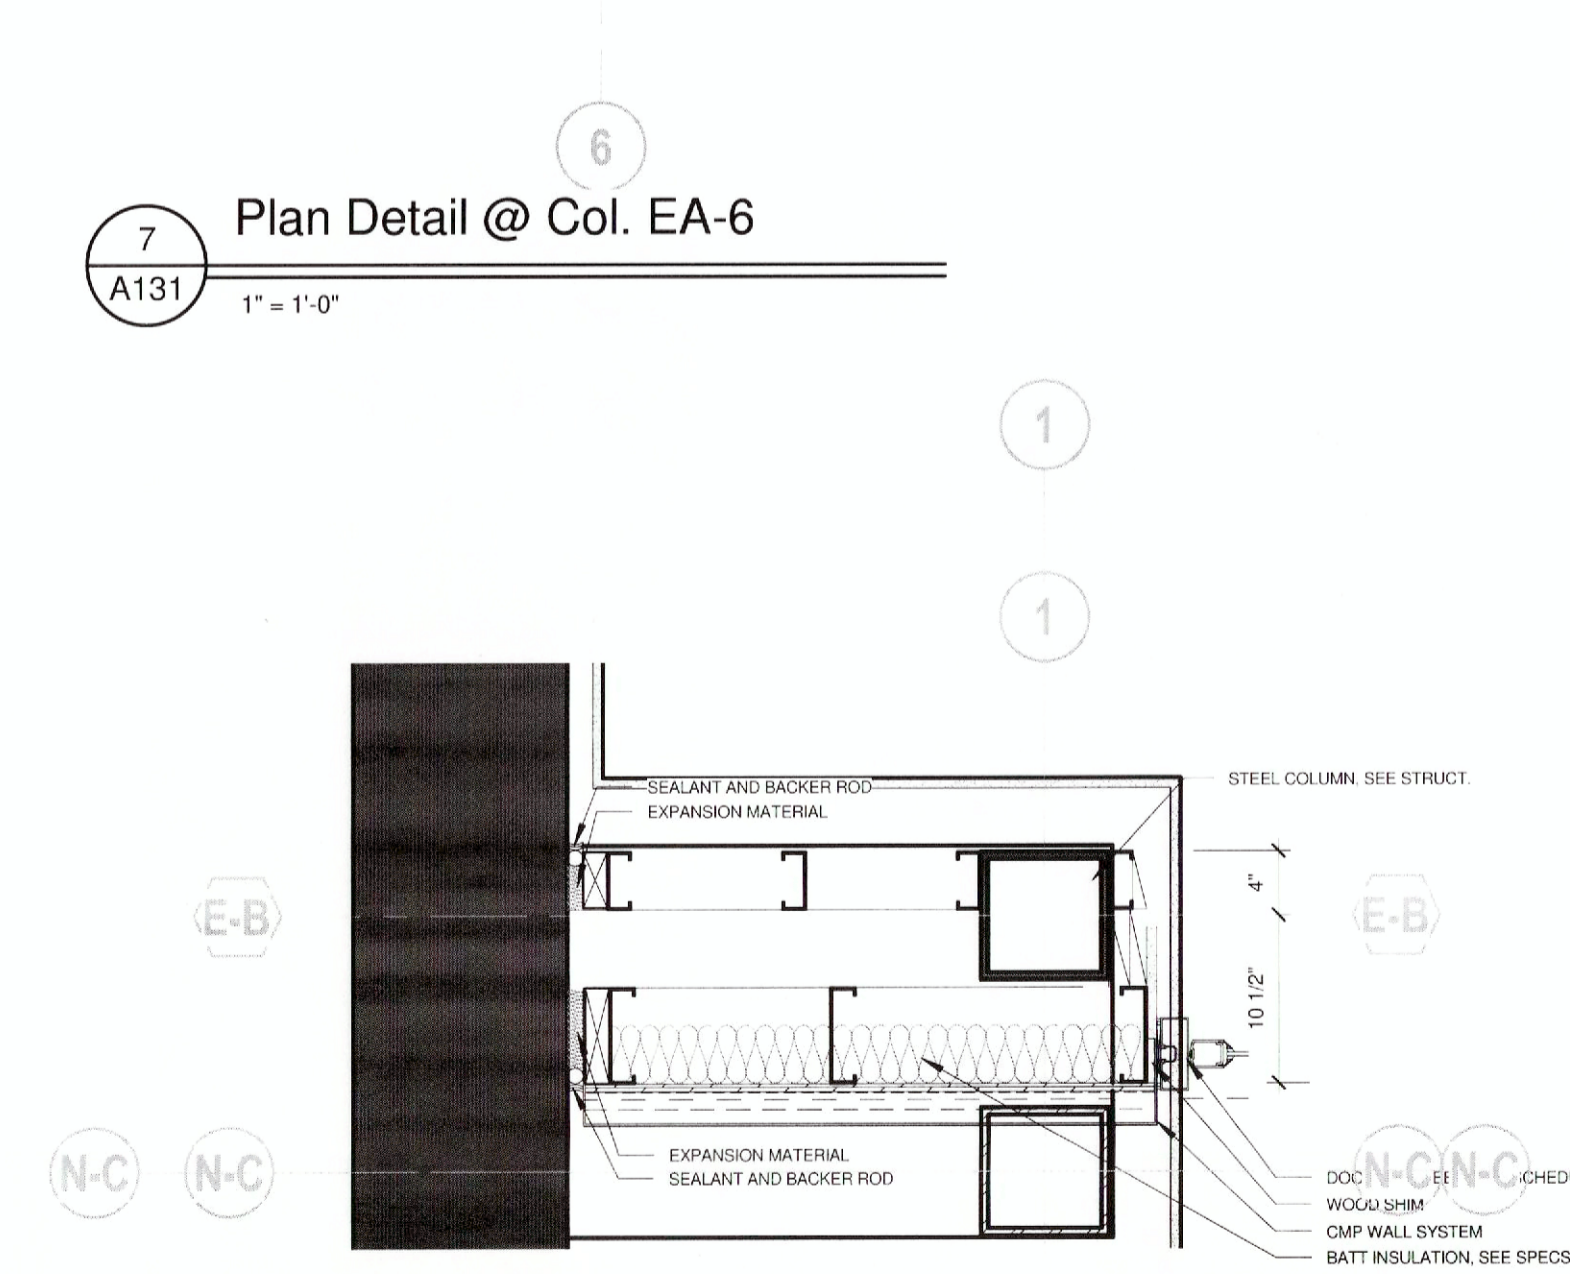 6
Plan Detail @ Col. EA-6
7
A131
1" = 1'-0"
1
1
SEALANT AND BACKER ROD
EXPANSION MATERIAL
STEEL COLUMN, SEE STRUCT.
4"
E-B
E-B
10 1/2"
EXPANSION MATERIAL
SEALANT AND BACKER ROD
N-C
N-C
N-C
N-C
WOOD SHIM
CMP WALL SYSTEM
BATT INSULATION, SEE SPECS